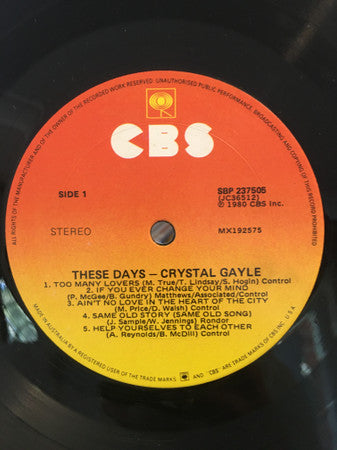 ALL RIGHTS OF THE MANUFACTURER AND OF THE OWNER OF THE RECORDED WORK RESERVED. UNAUTHORISED PUBLIC PERFORMANCE, BROADCASTING AND COPYING OF THIS RECORD PROHIBITED
CBS
SIDE 1
SBP 237505
(JC36512)
℗ 1980 CBS Inc.
STEREO
MX192575
THESE DAYS – CRYSTAL GAYLE
1. TOO MANY LOVERS (M. True/T. Lindsay/S. Hogin) Control
2. IF YOU EVER CHANGE YOUR MIND
(P. McGee/B. Gundry) Matthews/Associated/Control
3. AIN'T NO LOVE IN THE HEART OF THE CITY
(M. Price/D. Walsh) Control
4. SAME OLD STORY (SAME OLD SONG)
(J. Sample/W. Jennings) Rondor
5. HELP YOURSELVES TO EACH OTHER
(A. Reynolds/B. McDill) Control
MADE IN AUSTRALIA BY A REGISTERED USER OF THE TRADE MARKS AND "CBS" ARE TRADE MARKS OF CBS INC., U.S.A.